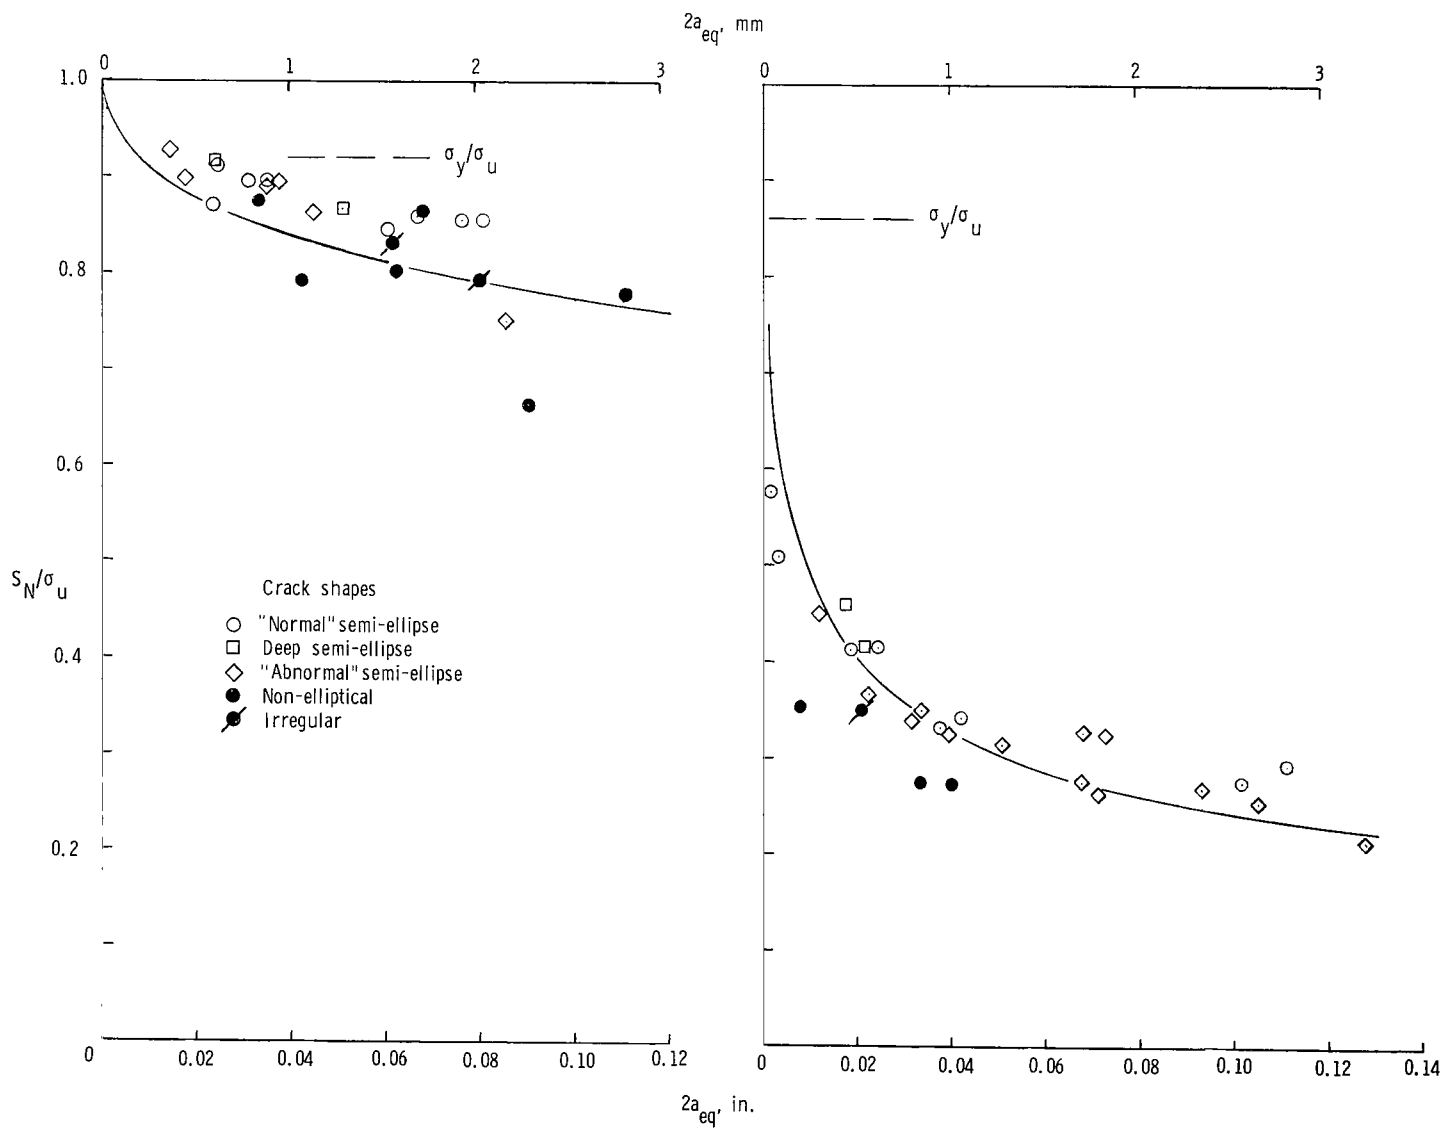 2a_eq, mm
0 1 2 3
0 1 2 3
1.0
σ_y/σ_u
σ_y/σ_u
0.8
0.6
S_N/σ_u
Crack shapes
"Normal" semi-ellipse
Deep semi-ellipse
"Abnormal" semi-ellipse
Non-elliptical
Irregular
0.4
0.2
0 0.02 0.04 0.06 0.08 0.10 0.12
0 0.02 0.04 0.06 0.08 0.10 0.12 0.14
2a_eq, in.